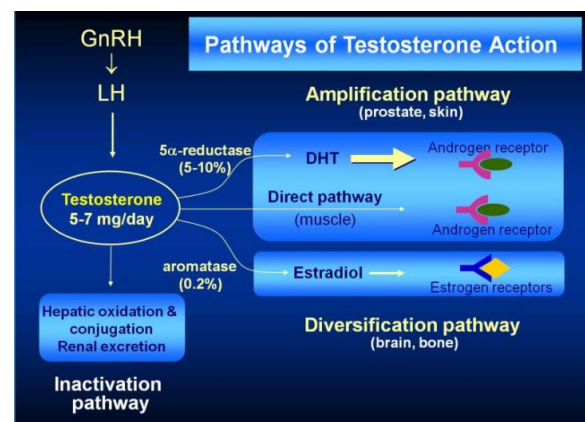 GnRH
Pathways of Testosterone Action
LH
Amplification pathway
(prostate, skin)
5α-reductase
(5-10%)
DHT
Androgen receptor
Testosterone
5-7 mg/day
Direct pathway
(muscle)
Androgen receptor
aromatase
(0.2%)
Estradiol
Estrogen receptors
Hepatic oxidation &
conjugation
Renal excretion
Diversification pathway
(brain, bone)
Inactivation
pathway